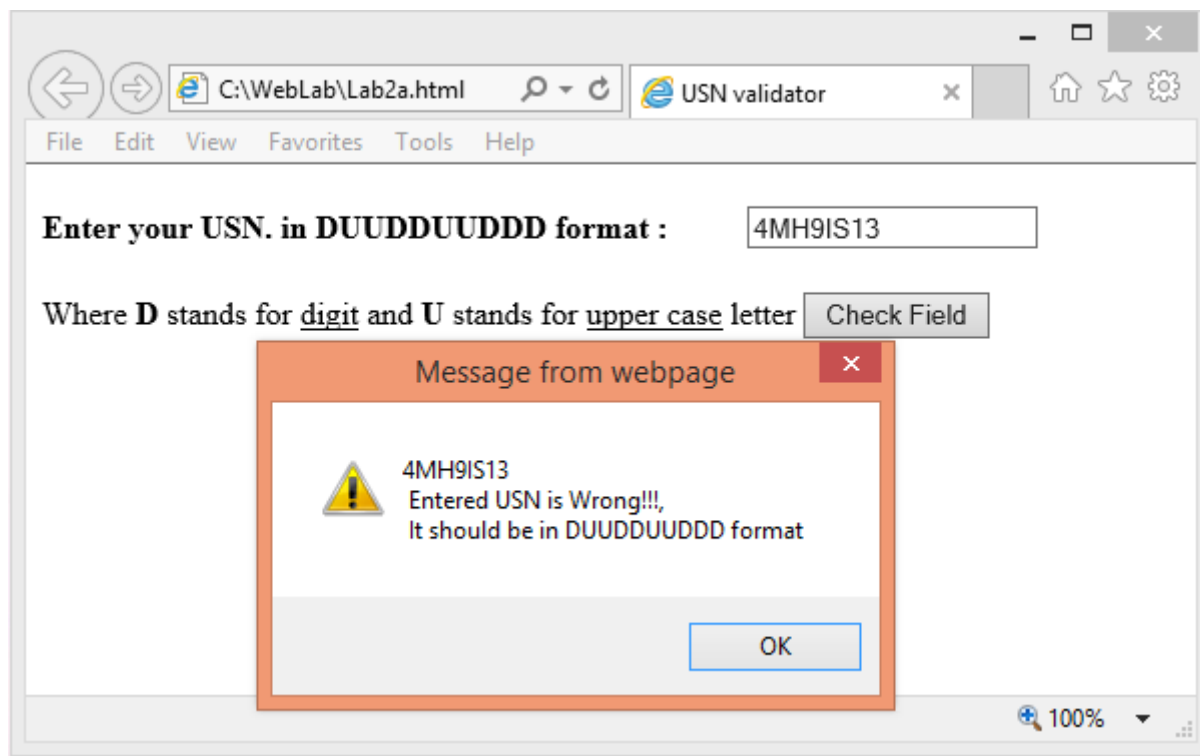 C:\WebLab\Lab2a.html
USN validator
File Edit View Favorites Tools Help
Enter your USN. in DUUDDUUDDD format : 4MH9IS13
Where D stands for digit and U stands for upper case letter Check Field
Message from webpage
4MH9IS13
Entered USN is Wrong!!!,
It should be in DUUDDUUDDD format
OK
100%